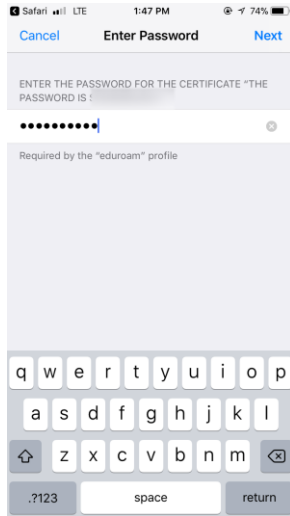 Safari LTE 1:47 PM 74%
Cancel Enter Password Next
ENTER THE PASSWORD FOR THE CERTIFICATE "THE
PASSWORD IS
Required by the "eduroam" profile
q w e r t y u i o p
a s d f g h j k l
z x c v b n m
.?123 space return